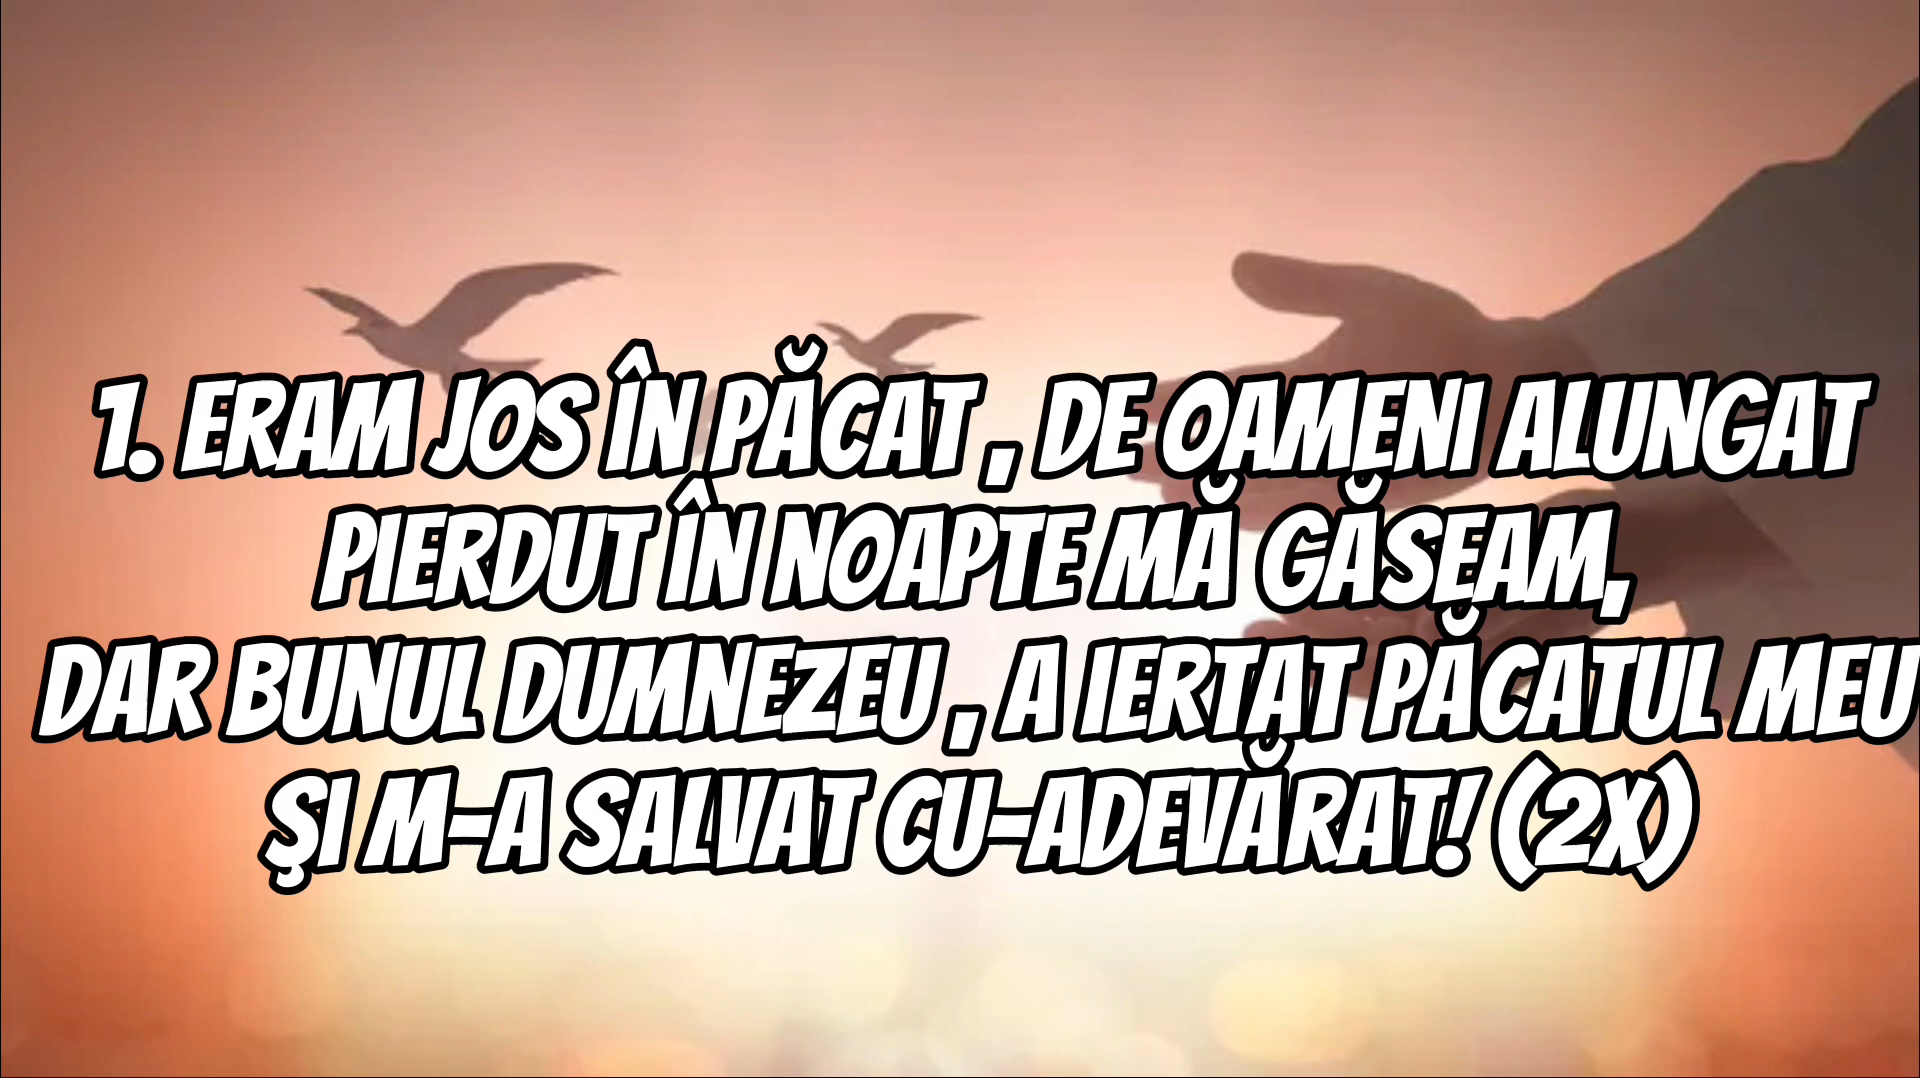 1. ERAM JOS ÎN PĂCAT , DE OAMENI ALUNGAT
PIERDUT ÎN NOAPTE MĂ GĂSEAM,
DAR BUNUL DUMNEZEU , A IERTAT PĂCATUL MEU
ŞI M-A SALVAT CU-ADEVĂRAT! (2X)